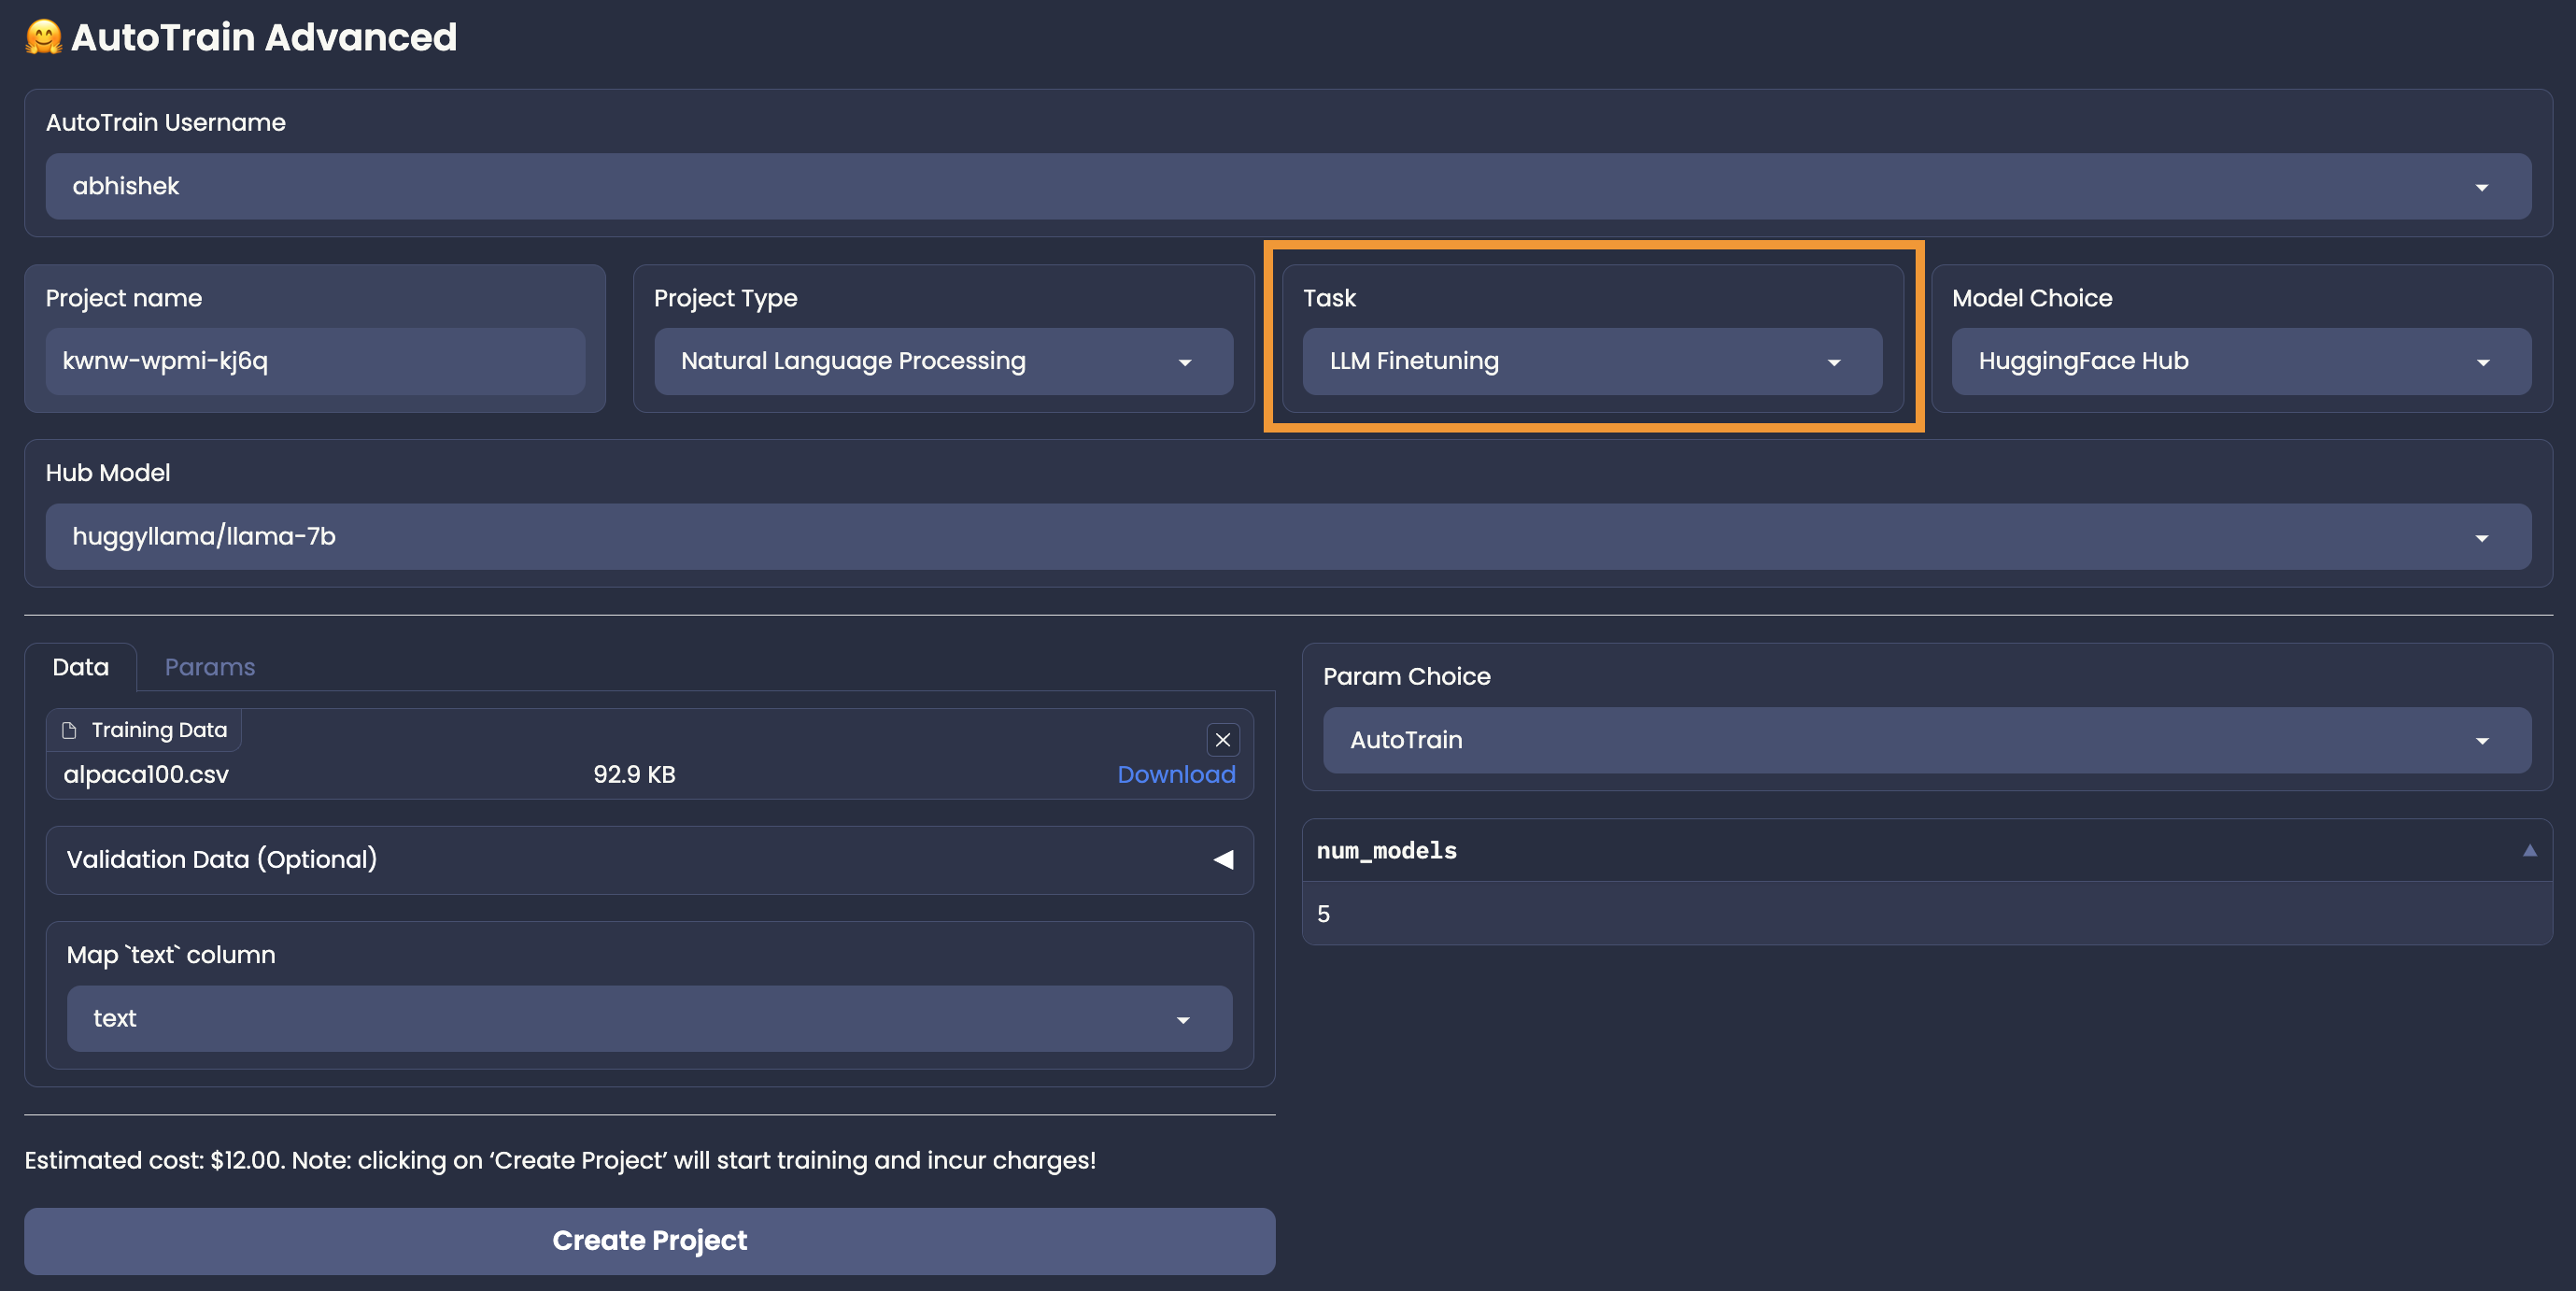 🤗 AutoTrain Advanced
AutoTrain Username
abhishek
Project name
kwnw-wpmi-kj6q
Project Type
Natural Language Processing
Task
LLM Finetuning
Model Choice
HuggingFace Hub
Hub Model
huggyllama/llama-7b
Data Params
Training Data
alpaca100.csv 92.9 KB Download
Validation Data (Optional)
Map `text` column
text
Param Choice
AutoTrain
num_models
5
Estimated cost: $12.00. Note: clicking on ‘Create Project’ will start training and incur charges!
Create Project